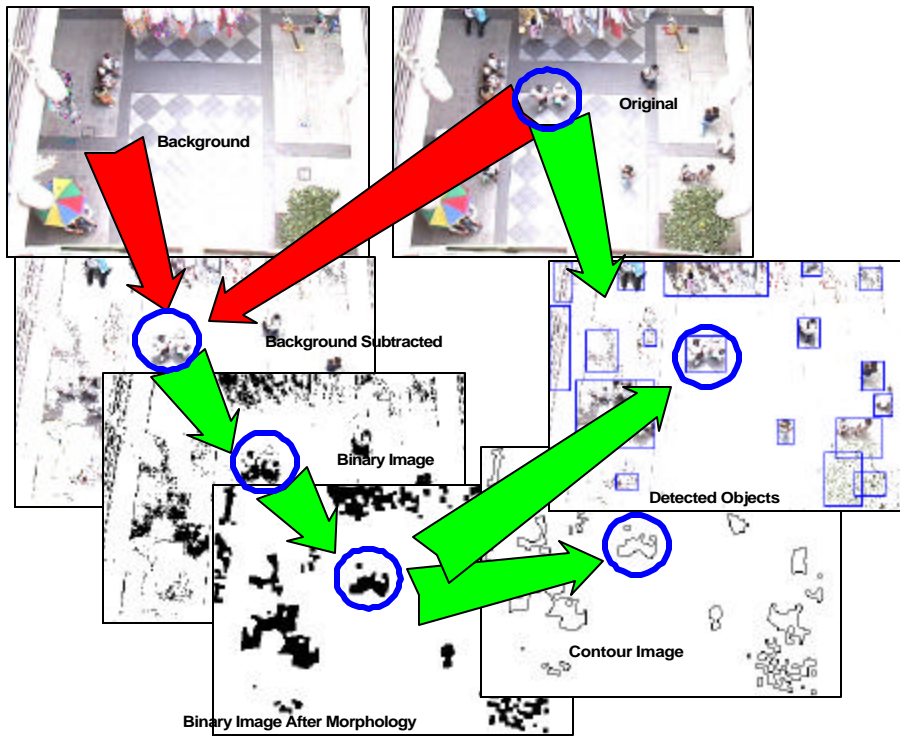 Background
Original
Background Subtracted
Binary Image
Detected Objects
Contour Image
Binary Image After Morphology